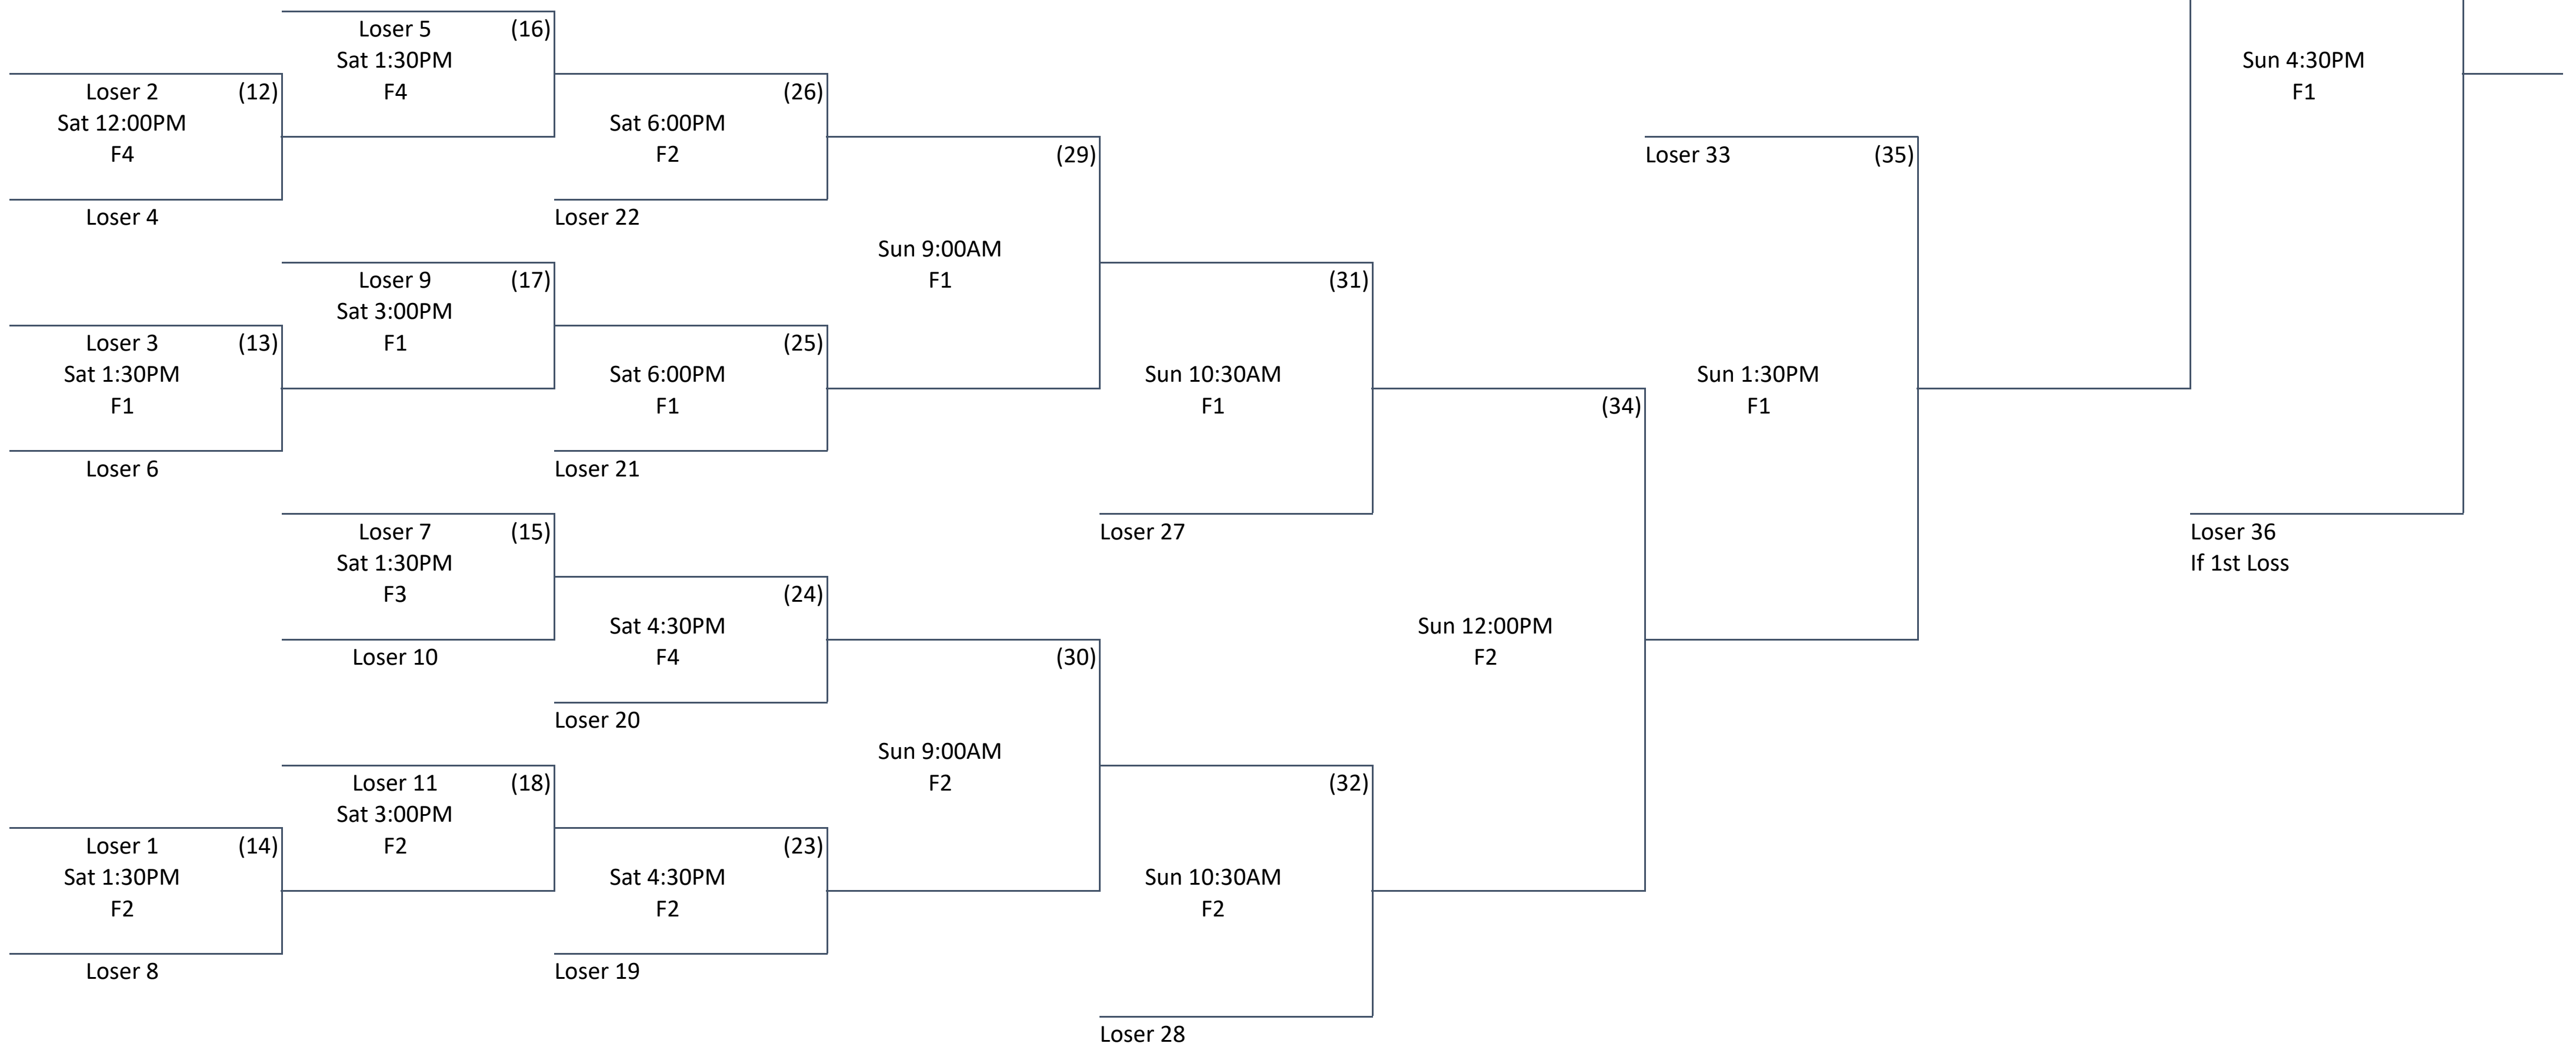 Loser 5 (16)
Sat 1:30PM
F4
Sun 4:30PM
F1
Loser 2 (12)
Sat 12:00PM
F4
Loser 4
(26)
Sat 6:00PM
F2
Loser 22
(29)
Sun 9:00AM
F1
Loser 33 (35)
Sun 1:30PM
F1
Loser 9 (17)
Sat 3:00PM
F1
Loser 3 (13)
Sat 1:30PM
F1
Loser 6
(25)
Sat 6:00PM
F1
Loser 21
(31)
Sun 10:30AM
F1
Loser 27
(34)
Sun 12:00PM
F2
Loser 36
If 1st Loss
Loser 7 (15)
Sat 1:30PM
F3
Loser 10
(24)
Sat 4:30PM
F4
Loser 20
(30)
Sun 9:00AM
F2
Loser 11 (18)
Sat 3:00PM
F2
Loser 1 (14)
Sat 1:30PM
F2
Loser 8
(23)
Sat 4:30PM
F2
Loser 19
(32)
Sun 10:30AM
F2
Loser 28